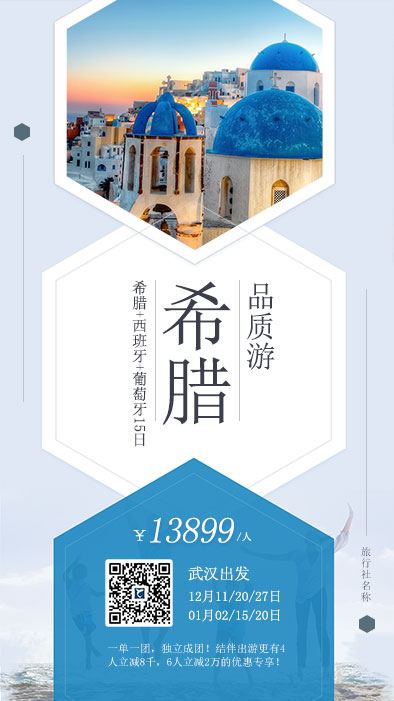 品质游
希腊
希腊+西班牙+葡萄牙15日
¥13899/人
武汉出发
12月11/20/27日
01月02/15/20日
一单一团，独立成团！结伴出游更有4
人立减8千，6人立减2万的优惠专享！
旅行社名称